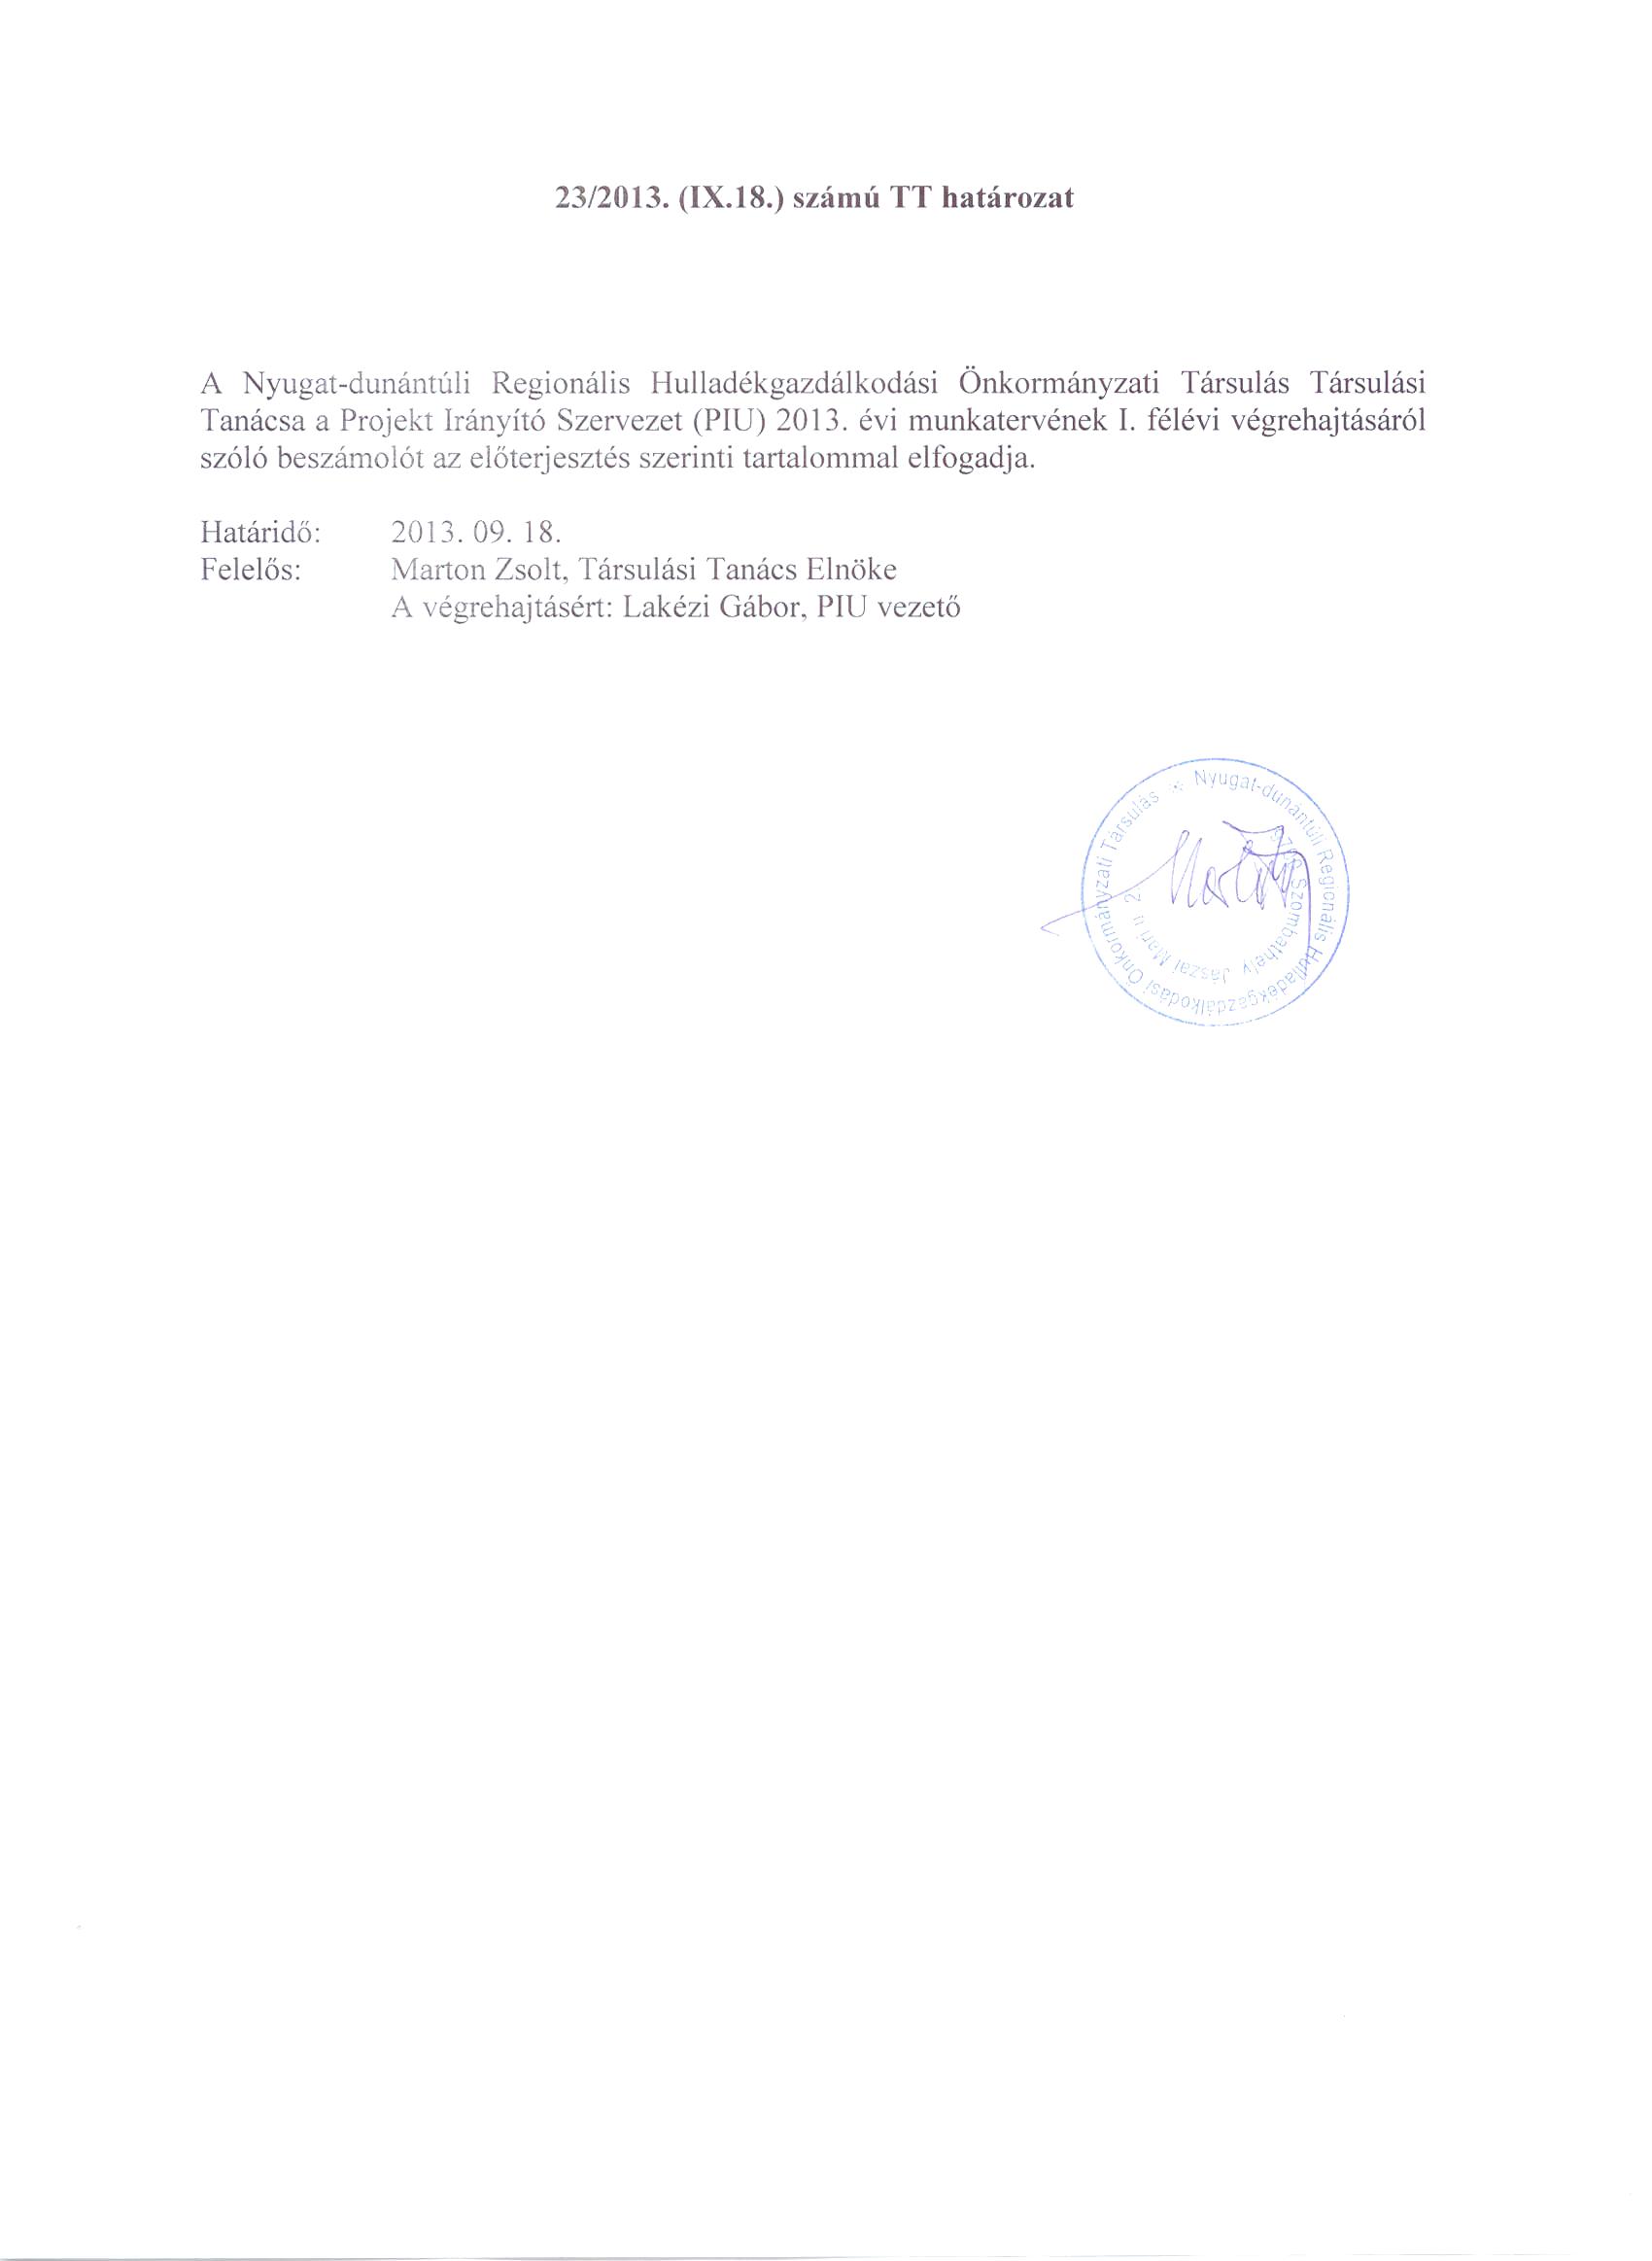 23/2013. (IX.18.) számú TT határozat
A Nyugat-dunántúli Regionális Hulladékgazdálkodási Önkormányzati Társulás Társulási
Tanácsa a Projekt Irányító Szervezet (PIU) 2013. évi munkatervének I. félévi végrehajtásáról
szóló beszámolót az előterjesztés szerinti tartalommal elfogadja.
Határidő: 2013. 09. 18.
Felelős: Marton Zsolt, Társulási Tanács Elnöke
A végrehajtásért: Lakézi Gábor, PIU vezető
Nyugat-dunántúli Regionális Hulladékgazdálkodási Önkormányzati Társulás
Szombathely Jászai Mari u 2